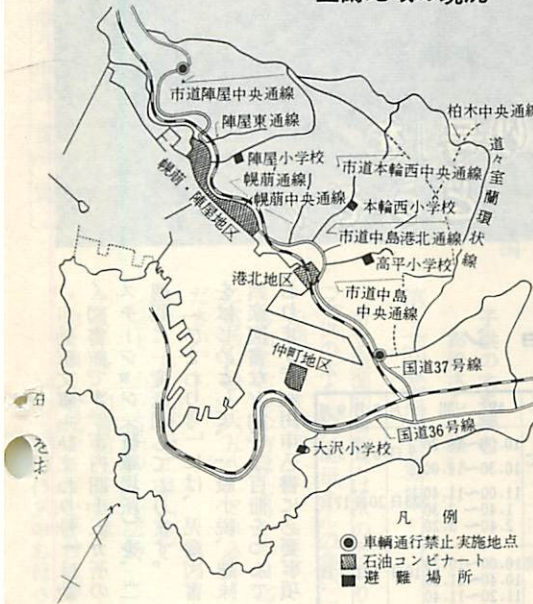 市道陣屋中央通線
陣屋東通線
陣屋小学校
幌萌通線
幌萌中央通線
幌萌・陣屋地区
柏木中央通線
道々室蘭環状線
市道本輪西中央通線
本輪西小学校
市道中島港北通線
高平小学校
港北地区
市道中島
中央通線
仲町地区
国道37号線
国道36号線
大沢小学校
凡例
車輌通行禁止実施地点
石油コンビナート
避難場所